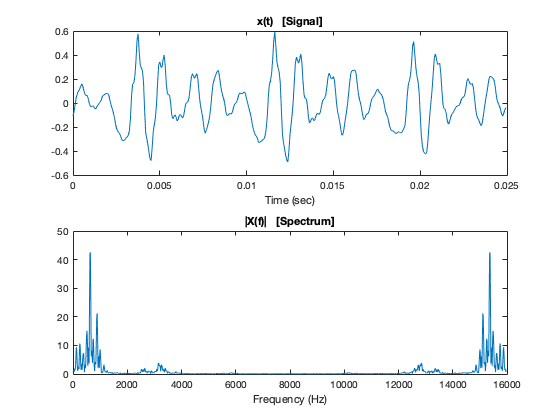 x(t) [Signal]
0.6
0.4
0.2
0
-0.2
-0.4
-0.6
0 0.005 0.01 0.015 0.02 0.025
Time (sec)
|X(f)| [Spectrum]
50
40
30
20
10
0
0 2000 4000 6000 8000 10000 12000 14000 16000
Frequency (Hz)